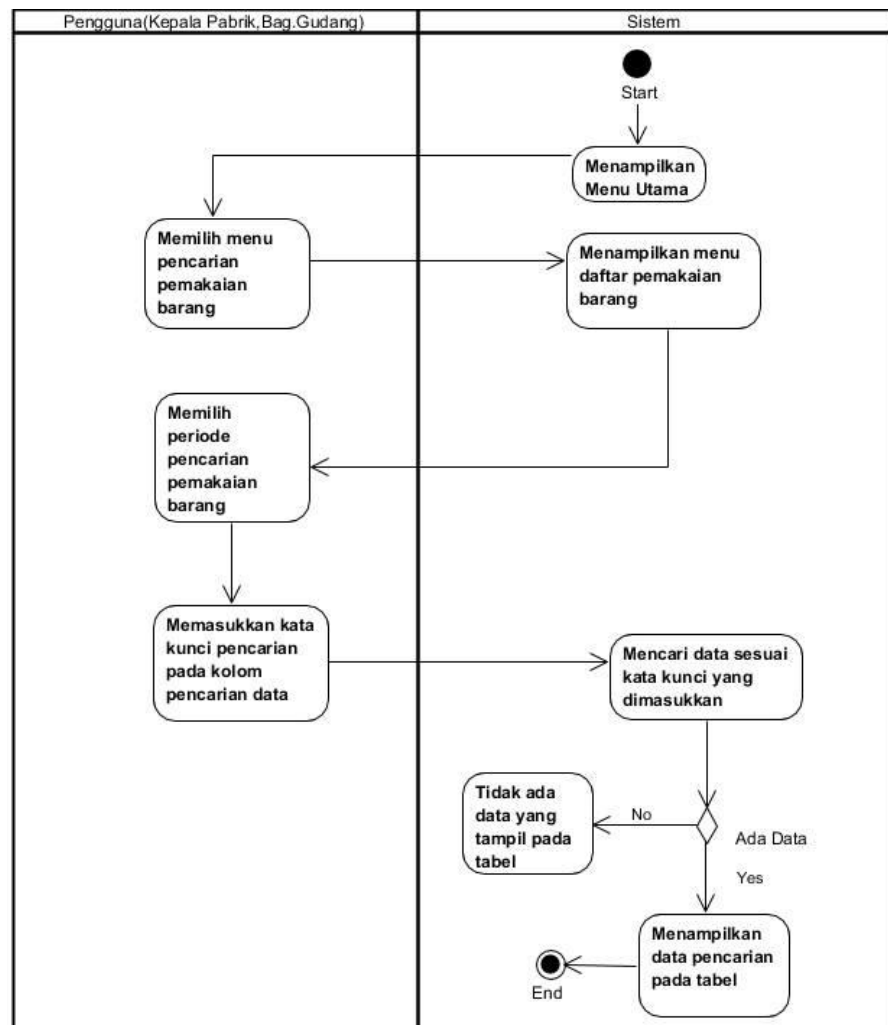 Pengguna(Kepala Pabrik,Bag.Gudang)
Sistem
Start
Menampilkan
Menu Utama
Memilih menu
pencarian
pemakaian
barang
Menampilkan menu
daftar pemakaian
barang
Memilih
periode
pencarian
pemakaian
barang
Memasukkan kata
kunci pencarian
pada kolom
pencarian data
Mencari data sesuai
kata kunci yang
dimasukkan
Tidak ada
data yang
tampil pada
tabel
No
Ada Data
Yes
Menampilkan
data pencarian
pada tabel
End